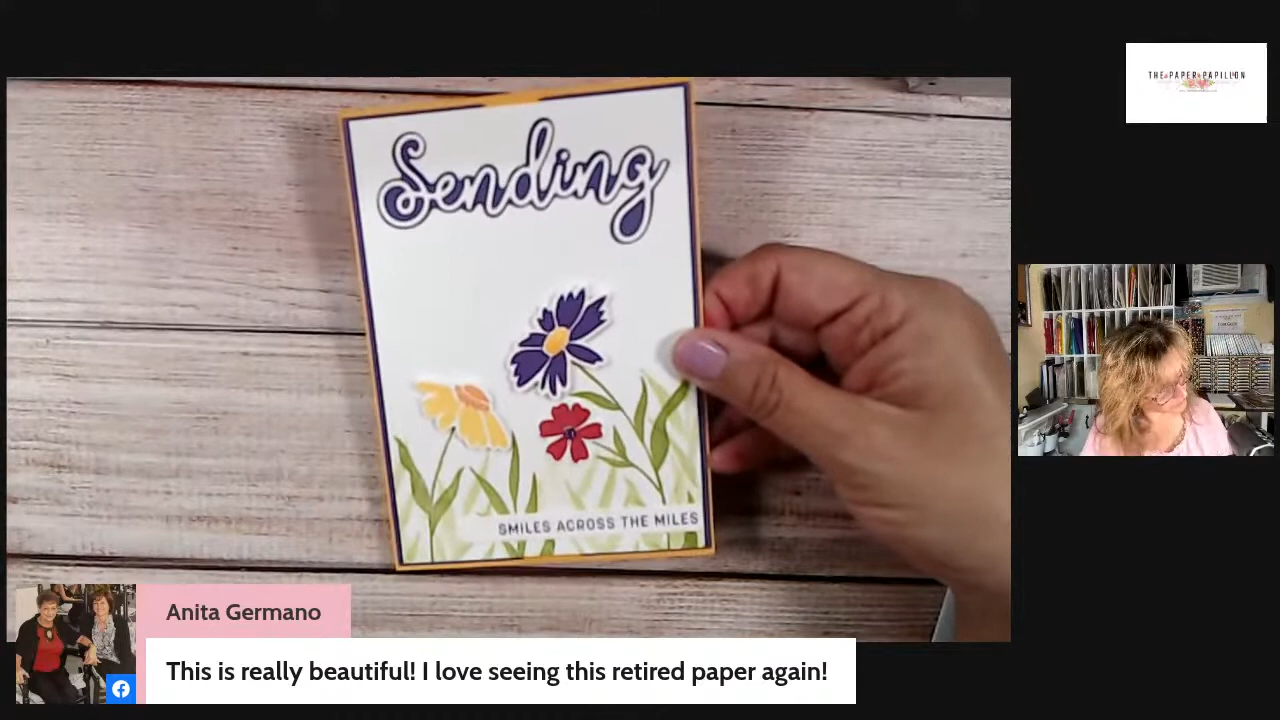 THE PAPER PAPILLON
Sending
SMILES ACROSS THE MILES
Anita Germano
This is really beautiful! I love seeing this retired paper again!